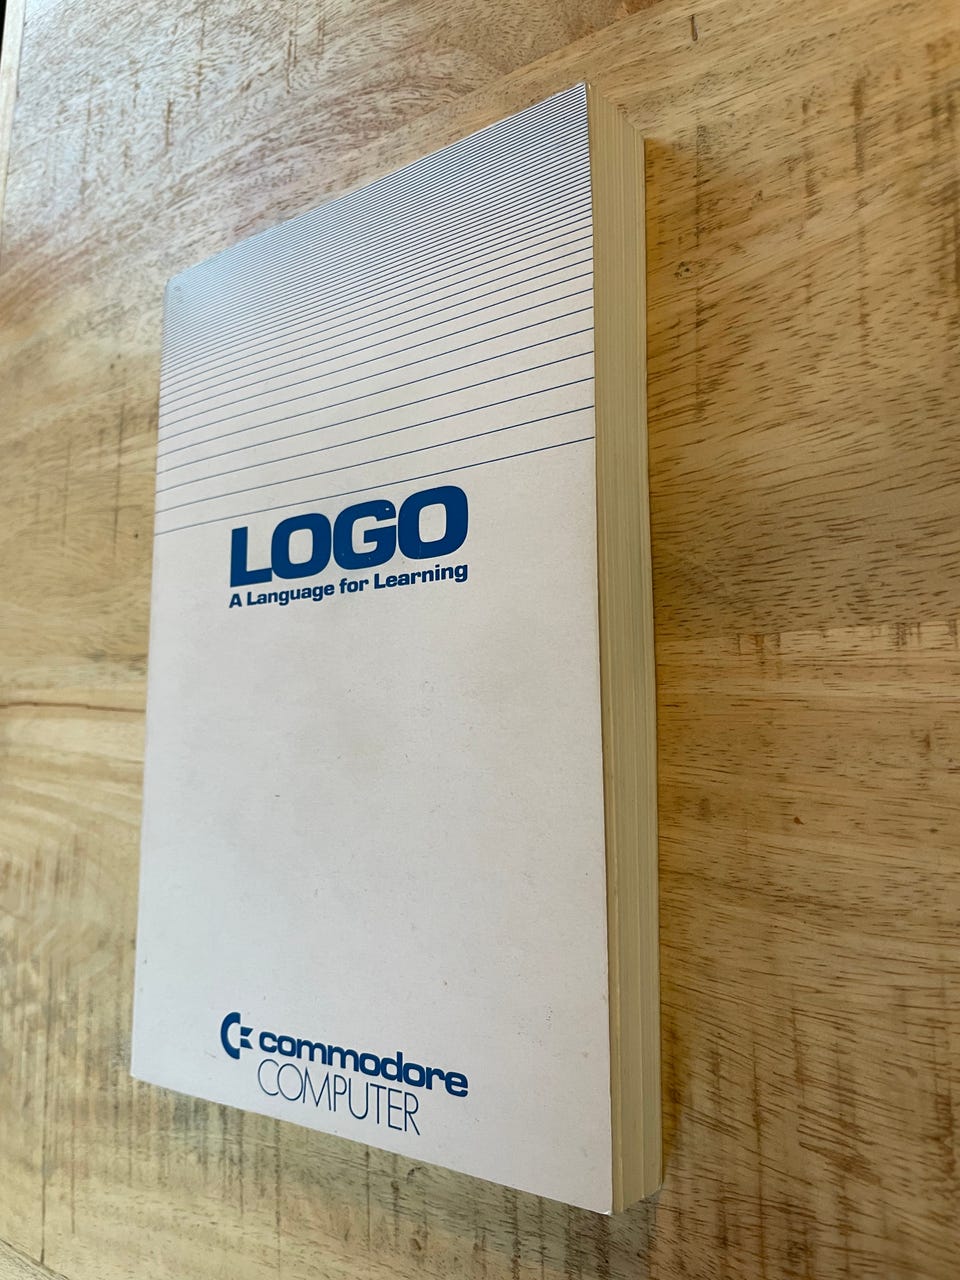 LOGO
A Language for Learning
commodore
COMPUTER